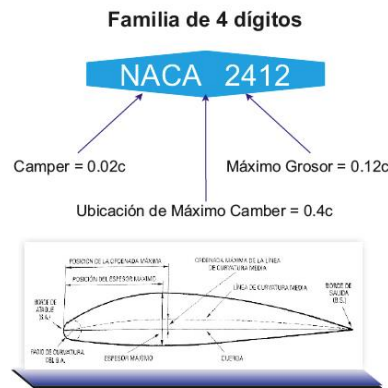 Familia de 4 dígitos
NACA 2412
Camper = 0.02c
Máximo Grosor = 0.12c
Ubicación de Máximo Camber = 0.4c
POSICIÓN DE LA ORDENADA MÁXIMA
POSICIÓN DEL ESPESOR MÁXIMO
ORDENADA MÁXIMA DE LA LÍNEA
DE CURVATURA MEDIA
LÍNEA DE CURVATURA MEDIA
BORDE DE
SALIDA
(B.S.)
BORDE DE
ATAQUE
(B.A.)
RADIO DE CURVATURA
DEL B.A.
ESPESOR MÁXIMO
CUERDA